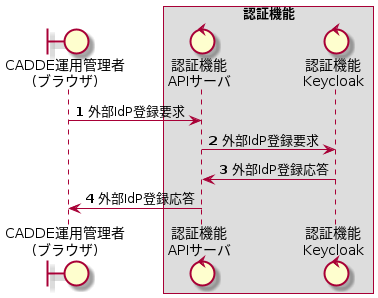 認証機能
CADDE運用管理者
(ブラウザ)
認証機能
APIサーバ
認証機能
Keycloak
1 外部IdP登録要求
2 外部IdP登録要求
3 外部IdP登録応答
4 外部IdP登録応答
CADDE運用管理者
(ブラウザ)
認証機能
APIサーバ
認証機能
Keycloak